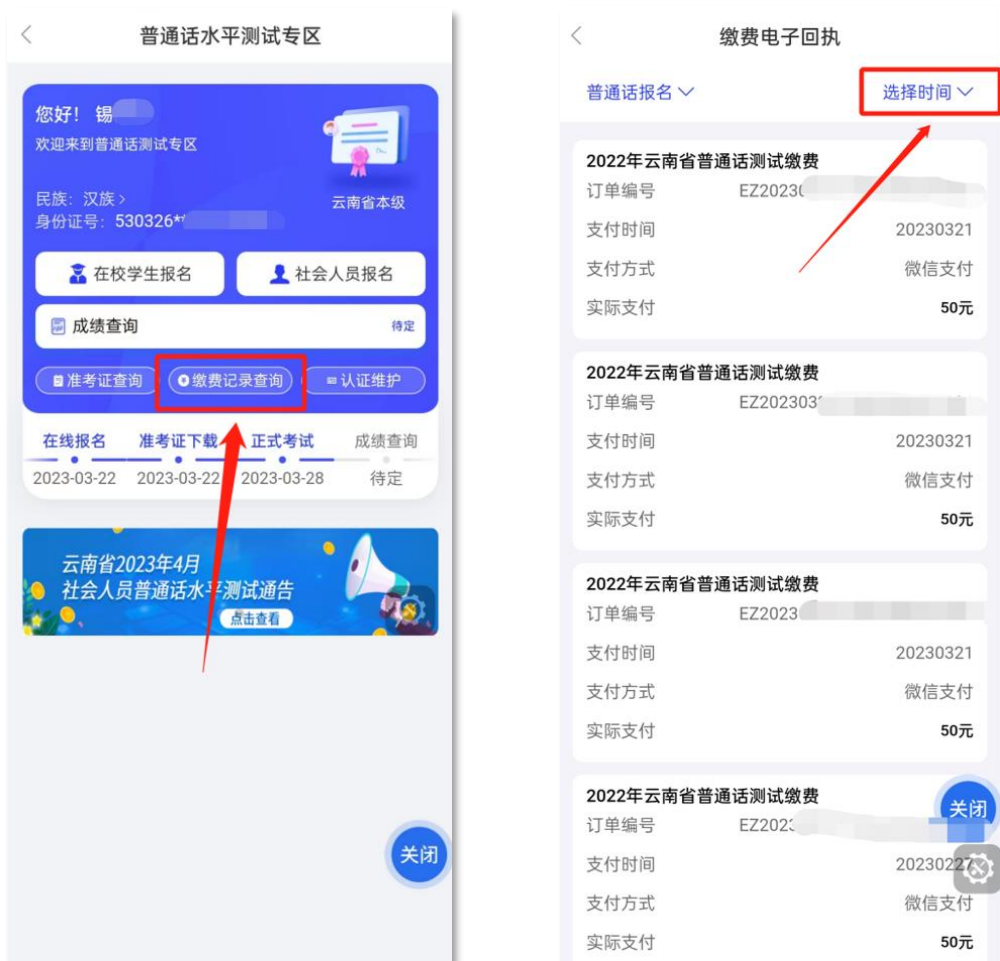 普通话水平测试专区
您好！ 锡
欢迎来到普通话测试专区
民族：汉族>
云南省本级
身份证号：530326**
在校学生报名
社会人员报名
成绩查询
待定
准考证查询
缴费记录查询
认证维护
在线报名 准考证下载 正式考试 成绩查询
2023-03-22 2023-03-22 2023-03-28 待定
云南省2023年4月
社会人员普通话水平测试通告
点击查看
关闭
缴费电子回执
普通话报名
选择时间
2022年云南省普通话测试缴费
订单编号 EZ20230
支付时间 20230321
支付方式 微信支付
实际支付 50元
2022年云南省普通话测试缴费
订单编号 EZ202303
支付时间 20230321
支付方式 微信支付
实际支付 50元
2022年云南省普通话测试缴费
订单编号 EZ2023
支付时间 20230321
支付方式 微信支付
实际支付 50元
2022年云南省普通话测试缴费
关闭
订单编号 EZ202
支付时间 20230227
支付方式 微信支付
实际支付 50元